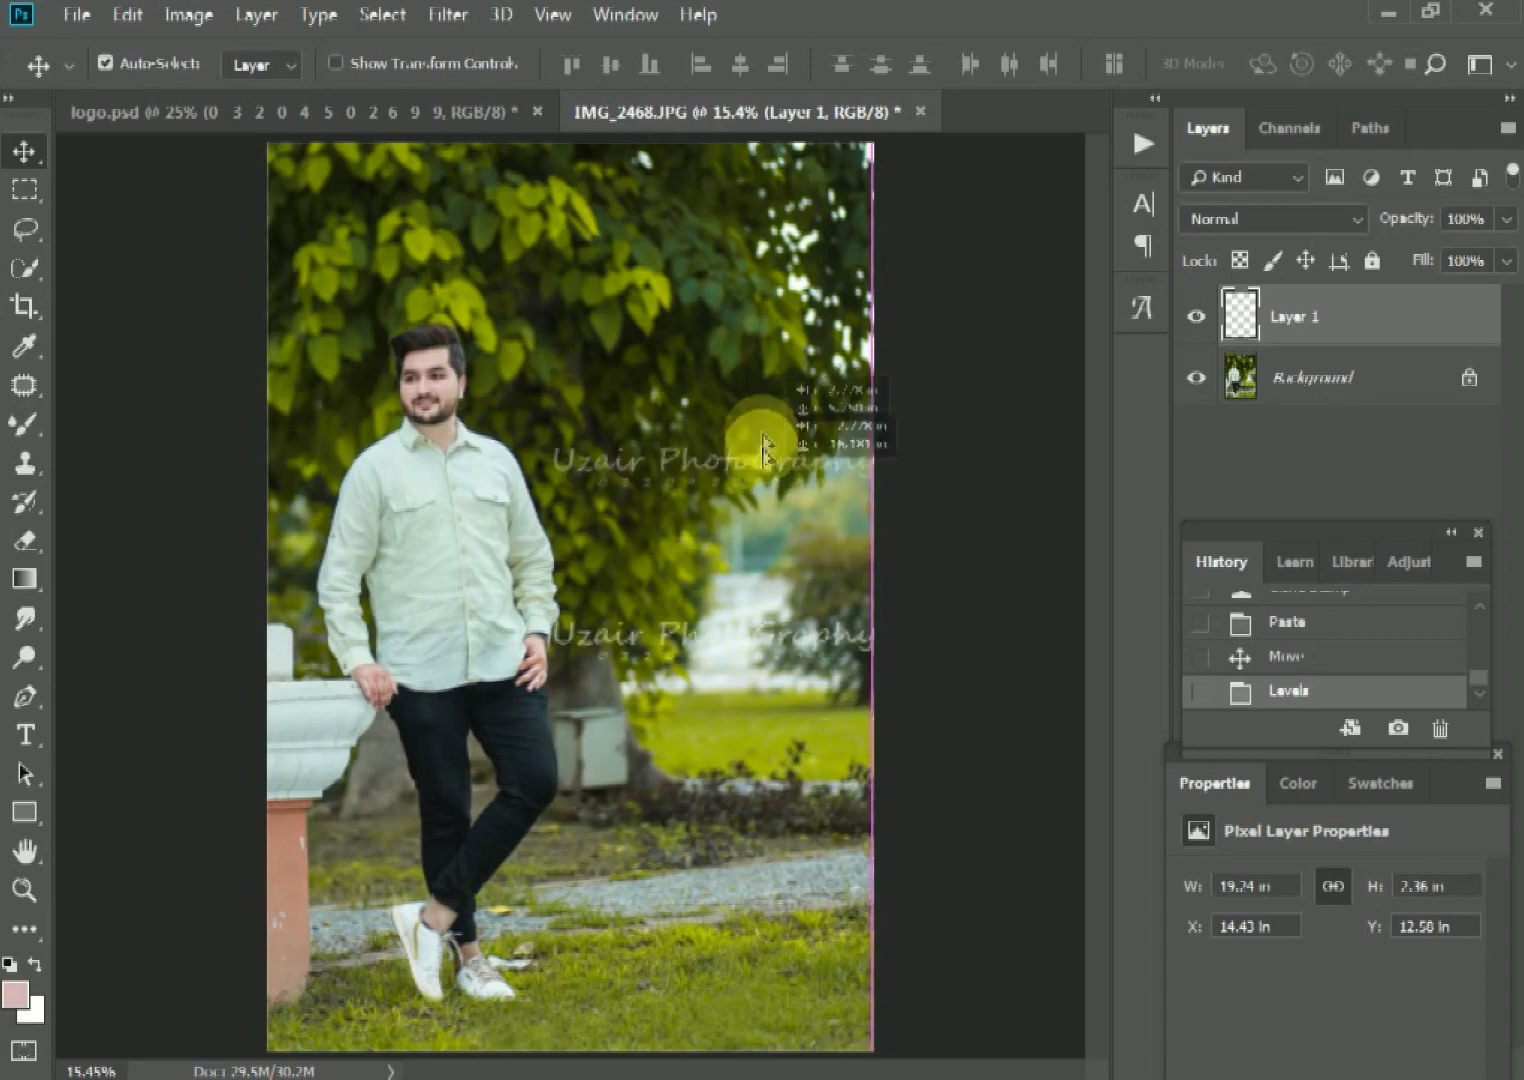 Ps File Edit Image Layer Type Select Filter 3D View Window Help
Auto-Select: Layer Show Transform Controls 3D Mode:
logo.psd @ 25% (0 3 2 0 4 5 0 2 6 9 9, RGB/8) * IMG_2468.JPG @ 15.4% (Layer 1, RGB/8) *
Layers Channels Paths
Kind
Normal Opacity: 100%
Lock: Fill: 100%
Layer 1
Background
Uzair Photography
Uzair Photography
History Learn Librar Adjust
Paste
Move
Levels
Properties Color Swatches
Pixel Layer Properties
W: 19.24 in H: 2.36 in
X: 14.43 in Y: 12.58 in
15.45% Doc: 29.5M/30.2M